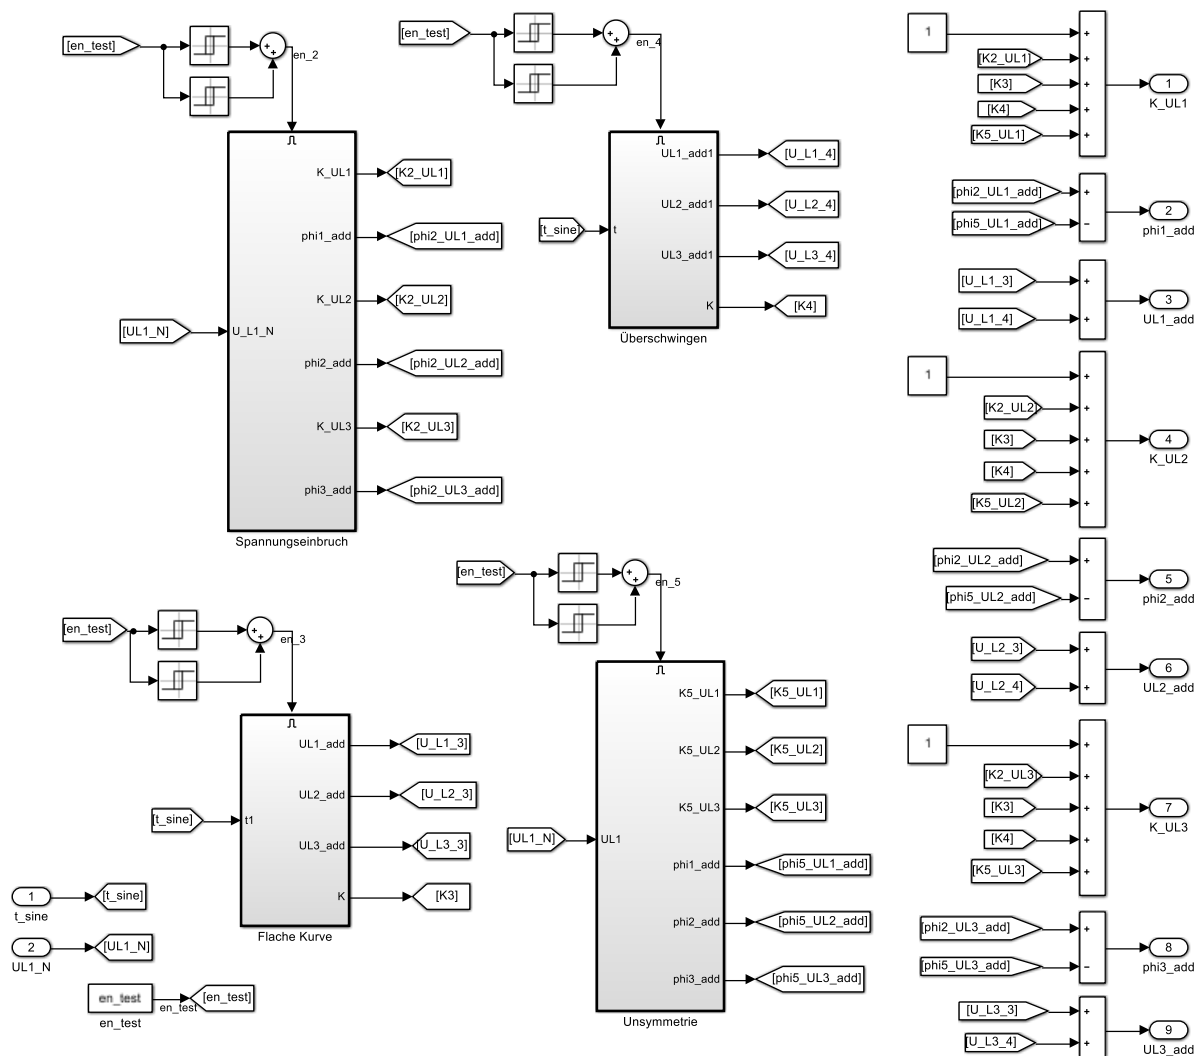 [en_test]
+
+
en_2
K_UL1
phi1_add
K_UL2
phi2_add
K_UL3
phi3_add
U_L1_N
[UL1_N]
[K2_UL1]
[phi2_UL1_add]
[K2_UL2]
[phi2_UL2_add]
[K2_UL3]
[phi2_UL3_add]
Spannungseinbruch
[en_test]
+
+
en_4
UL1_add1
UL2_add1
UL3_add1
K
t
[t_sine]
[U_L1_4]
[U_L2_4]
[U_L3_4]
[K4]
Überschwingen
[en_test]
+
+
en_3
UL1_add
UL2_add
UL3_add
K
t1
[t_sine]
[U_L1_3]
[U_L2_3]
[U_L3_3]
[K3]
Flache Kurve
[en_test]
+
+
en_5
K5_UL1
K5_UL2
K5_UL3
phi1_add
phi2_add
phi3_add
UL1
[UL1_N]
[K5_UL1]
[K5_UL2]
[K5_UL3]
[phi5_UL1_add]
[phi5_UL2_add]
[phi5_UL3_add]
Unsymmetrie
1
t_sine
[t_sine]
2
UL1_N
[UL1_N]
en_test
en_test
en_test
[en_test]
1
+
[K2_UL1]
+
[K3]
+
[K4]
+
[K5_UL1]
+
1
K_UL1
[phi2_UL1_add]
+
[phi5_UL1_add]
−
2
phi1_add
[U_L1_3]
+
[U_L1_4]
+
3
UL1_add
1
+
[K2_UL2]
+
[K3]
+
[K4]
+
[K5_UL2]
+
4
K_UL2
[phi2_UL2_add]
+
[phi5_UL2_add]
−
5
phi2_add
[U_L2_3]
+
[U_L2_4]
+
6
UL2_add
1
+
[K2_UL3]
+
[K3]
+
[K4]
+
[K5_UL3]
+
7
K_UL3
[phi2_UL3_add]
+
[phi5_UL3_add]
−
8
phi3_add
[U_L3_3]
+
[U_L3_4]
+
9
UL3_add